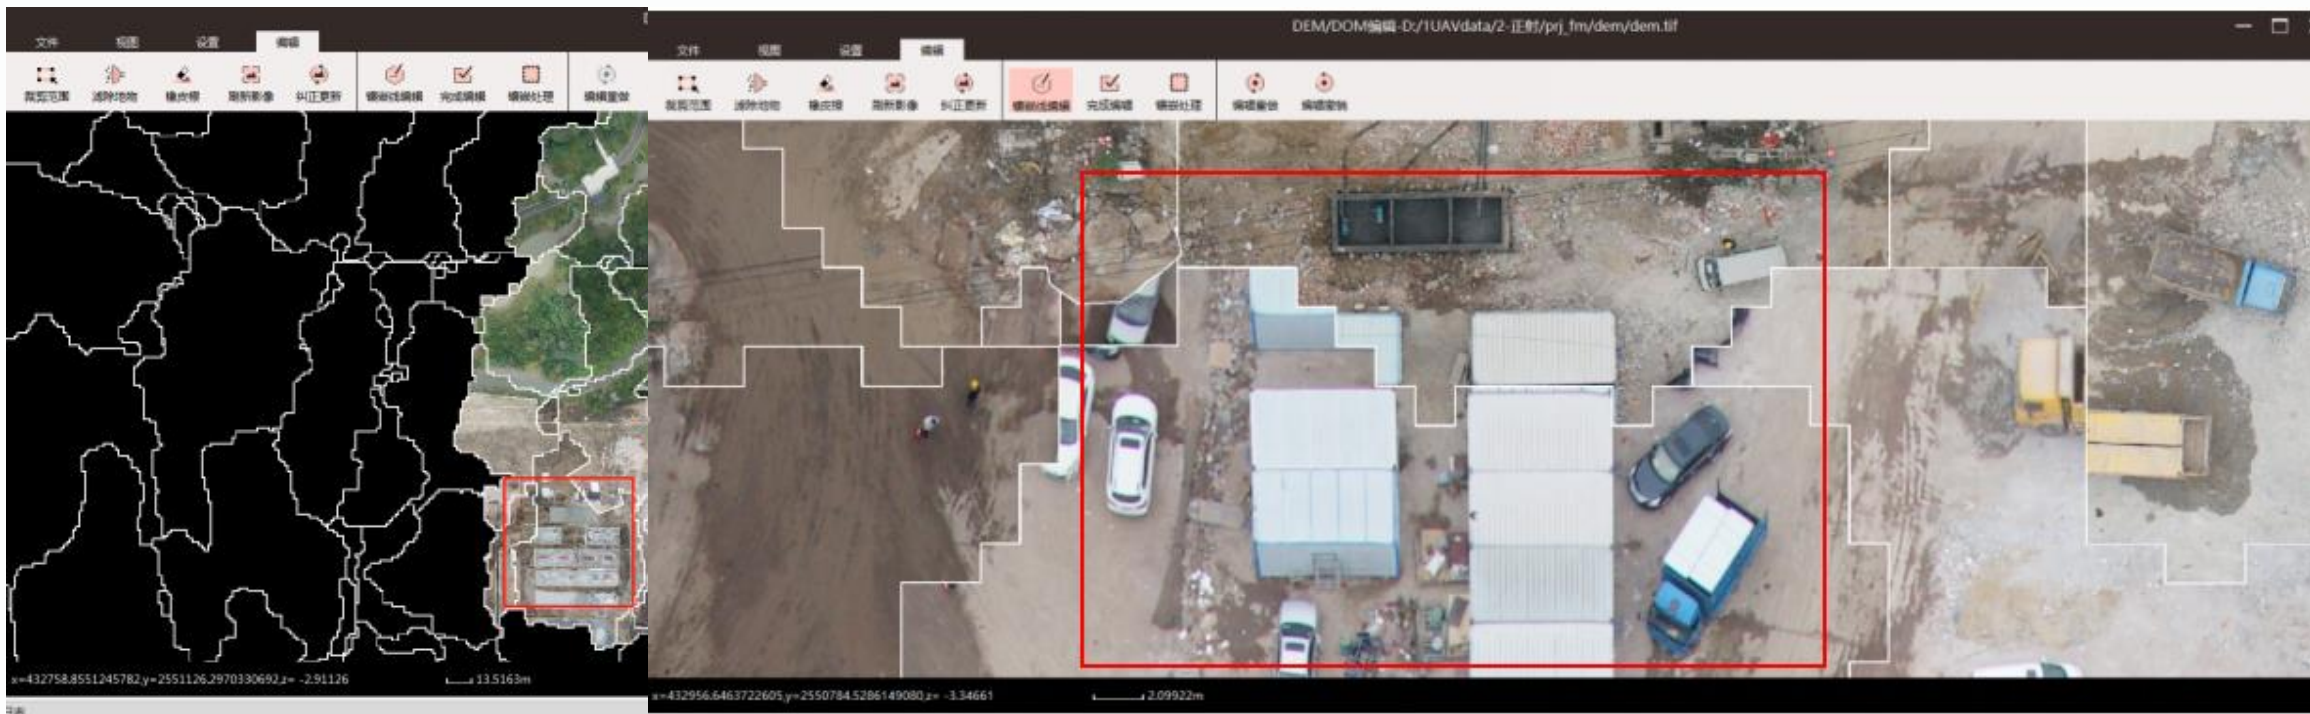 文件 视图 设置 编辑
裁剪范围 滤除地物 橡皮擦 刷新影像 纠正更新 镶嵌线编辑 完成编辑 镶嵌处理 编辑重做
x=432758.8551245782,y=2551126.2970330692,z= -2.91126 13.5163m
DEM/DOM编辑-D:/1UAVdata/2-正射/prj_fm/dem/dem.tif
文件 视图 设置 编辑
裁剪范围 滤除地物 橡皮擦 刷新影像 纠正更新 镶嵌线编辑 完成编辑 镶嵌处理 编辑重做 编辑撤销
x=432956.6463722605,y=2550784.5286149080,z= -3.34661 2.09922m